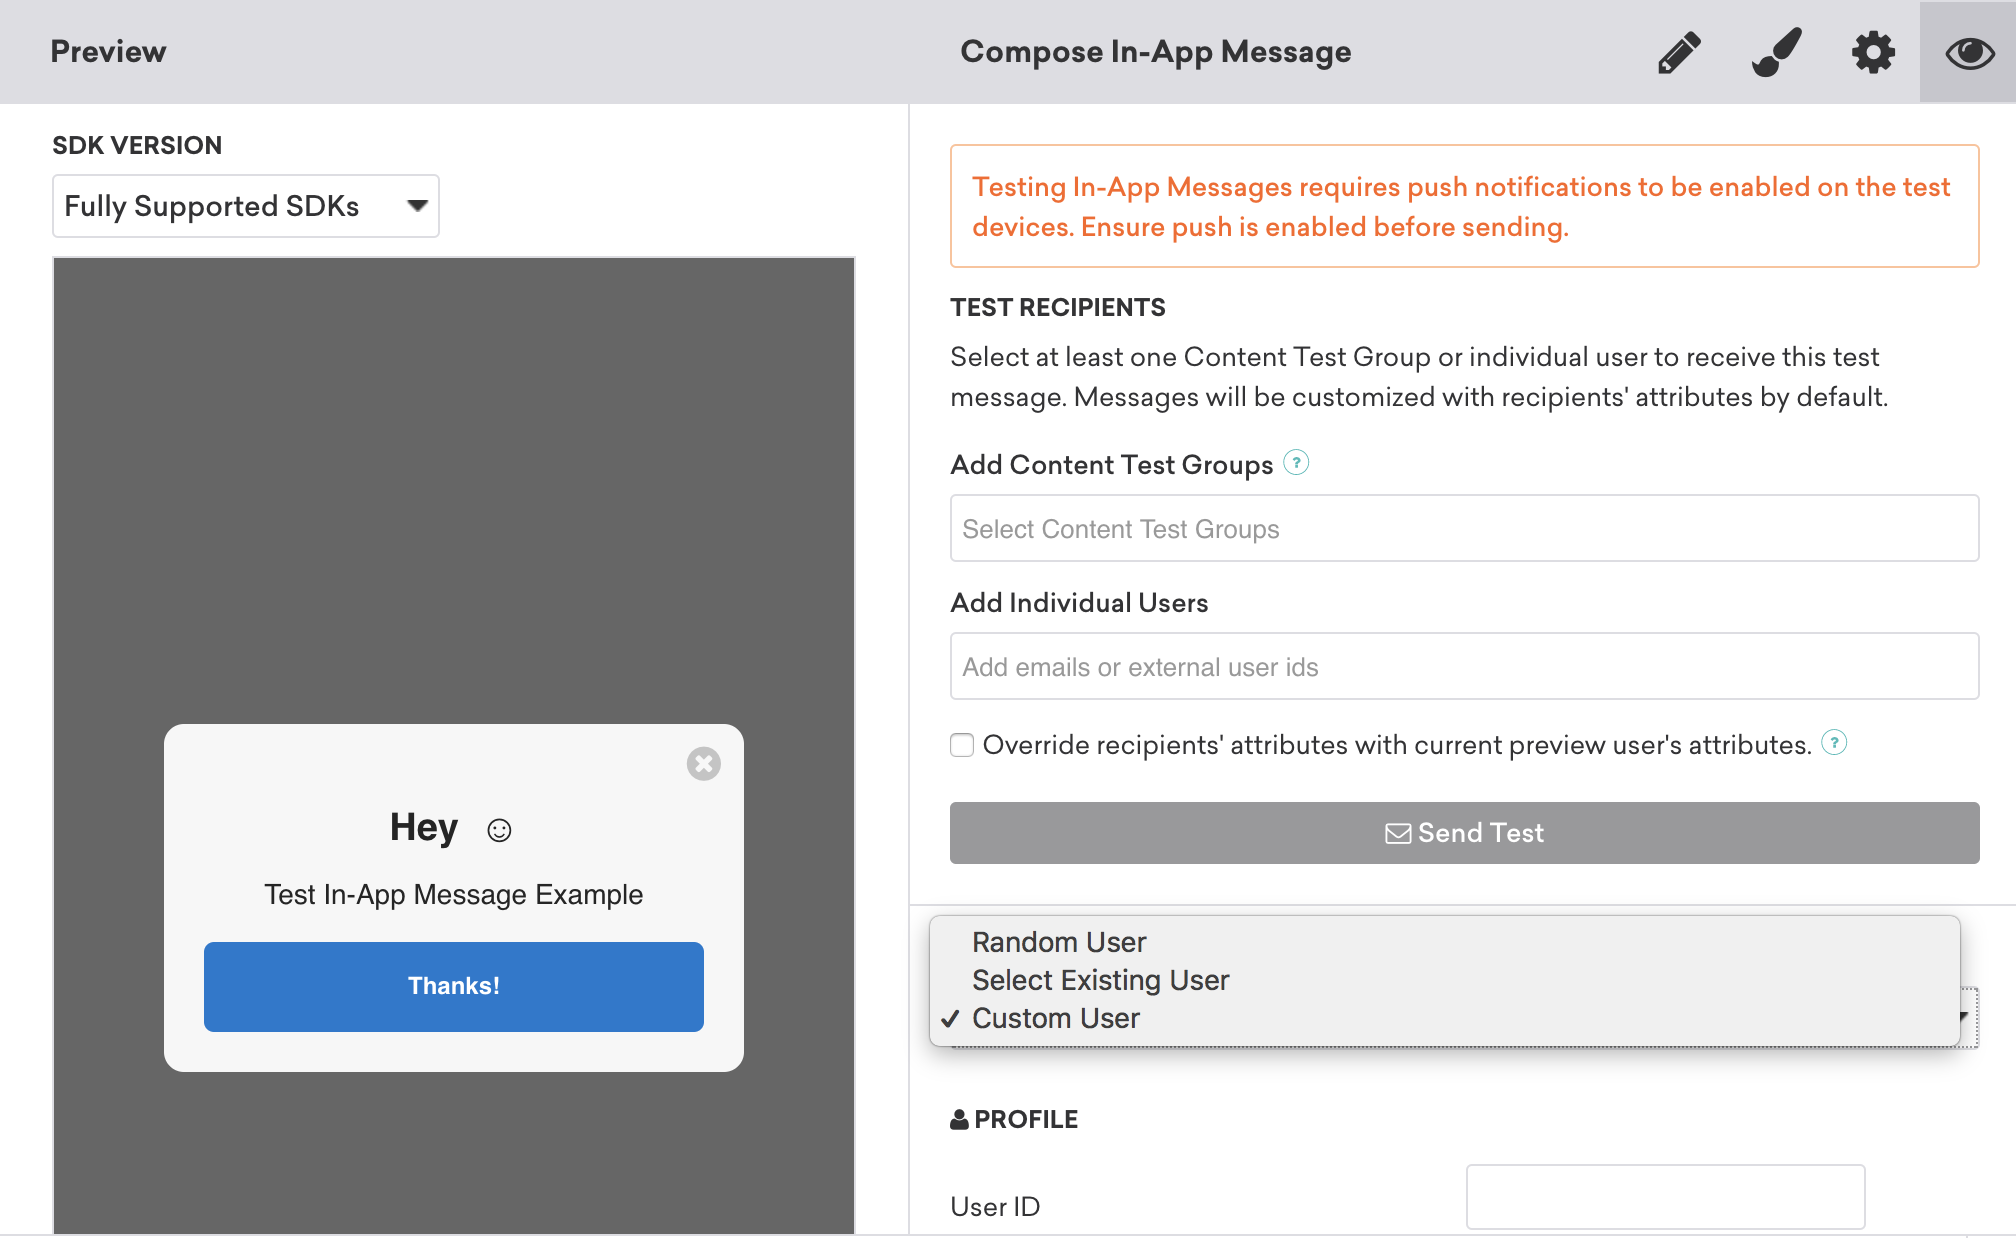 Preview
Compose In-App Message
SDK VERSION
Fully Supported SDKs
Hey ☺
Test In-App Message Example
Thanks!
Testing In-App Messages requires push notifications to be enabled on the test
devices. Ensure push is enabled before sending.
TEST RECIPIENTS
Select at least one Content Test Group or individual user to receive this test
message. Messages will be customized with recipients' attributes by default.
Add Content Test Groups ?
Select Content Test Groups
Add Individual Users
Add emails or external user ids
Override recipients' attributes with current preview user's attributes. ?
Send Test
Random User
Select Existing User
✓ Custom User
PROFILE
User ID